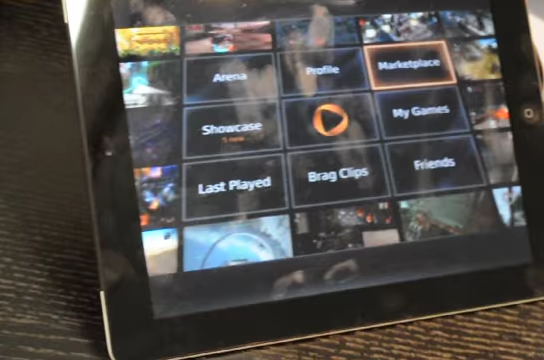 Arena
Profile
Marketplace
Showcase
My Games
Last Played
Brag Clips
Friends